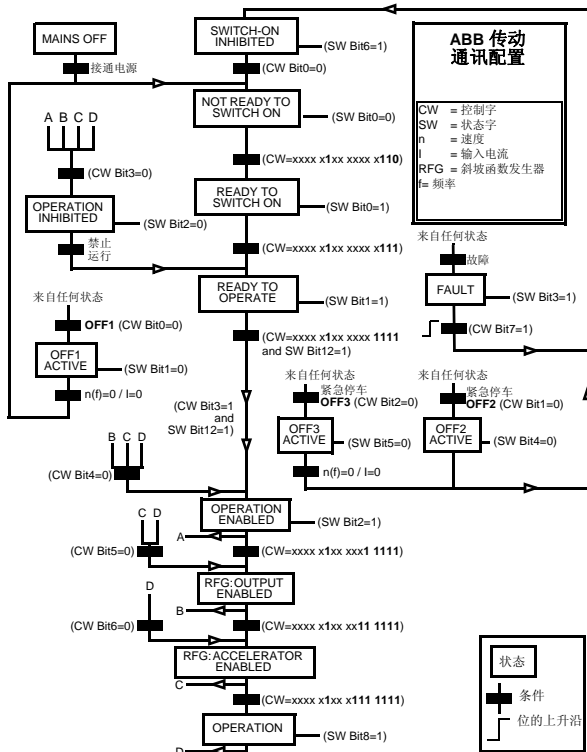 MAINS OFF
接通电源
SWITCH-ON
INHIBITED
(SW Bit6=1)
(CW Bit0=0)
ABB 传动
通讯配置
CW = 控制字
SW = 状态字
n = 速度
I = 输入电流
RFG = 斜坡函数发生器
f= 频率
NOT READY TO
SWITCH ON
(SW Bit0=0)
A B C D
(CW Bit3=0)
(CW=xxxx x1xx xxxx x110)
OPERATION
INHIBITED
(SW Bit2=0)
禁止
运行
READY TO
SWITCH ON
(SW Bit0=1)
(CW=xxxx x1xx xxxx x111)
来自任何状态
故障
FAULT
(SW Bit3=1)
(CW Bit7=1)
READY TO
OPERATE
(SW Bit1=1)
(CW=xxxx x1xx xxxx 1111
and SW Bit12=1)
来自任何状态
OFF1 (CW Bit0=0)
OFF1
ACTIVE
(SW Bit1=0)
n(f)=0 / I=0
(CW Bit3=1
and
SW Bit12=1)
来自任何状态
紧急停车
OFF3 (CW Bit2=0)
OFF3
ACTIVE
(SW Bit5=0)
n(f)=0 / I=0
来自任何状态
紧急停车
OFF2 (CW Bit1=0)
OFF2
ACTIVE
(SW Bit4=0)
B C D
(CW Bit4=0)
OPERATION
ENABLED
(SW Bit2=1)
A
C D
(CW Bit5=0)
(CW=xxxx x1xx xxx1 1111)
RFG:OUTPUT
ENABLED
D
B
(CW Bit6=0)
(CW=xxxx x1xx xx11 1111)
RFG:ACCELERATOR
ENABLED
C
(CW=xxxx x1xx x111 1111)
OPERATION
(SW Bit8=1)
D
状态
条件
位的上升沿